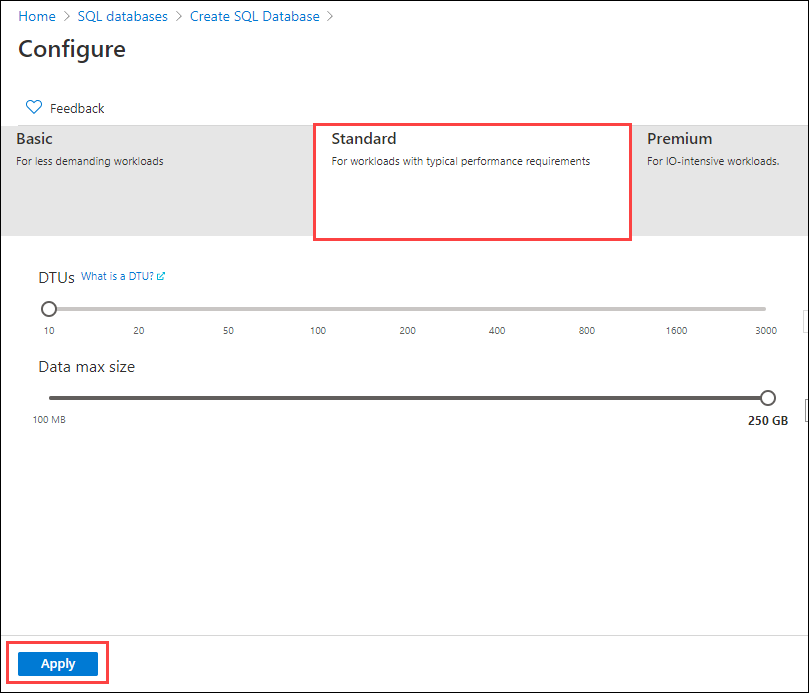 Home > SQL databases > Create SQL Database >
Configure
Feedback
Basic
For less demanding workloads
Standard
For workloads with typical performance requirements
Premium
For IO-intensive workloads.
DTUs What is a DTU?
10 20 50 100 200 400 800 1600 3000
Data max size
100 MB
250 GB
Apply